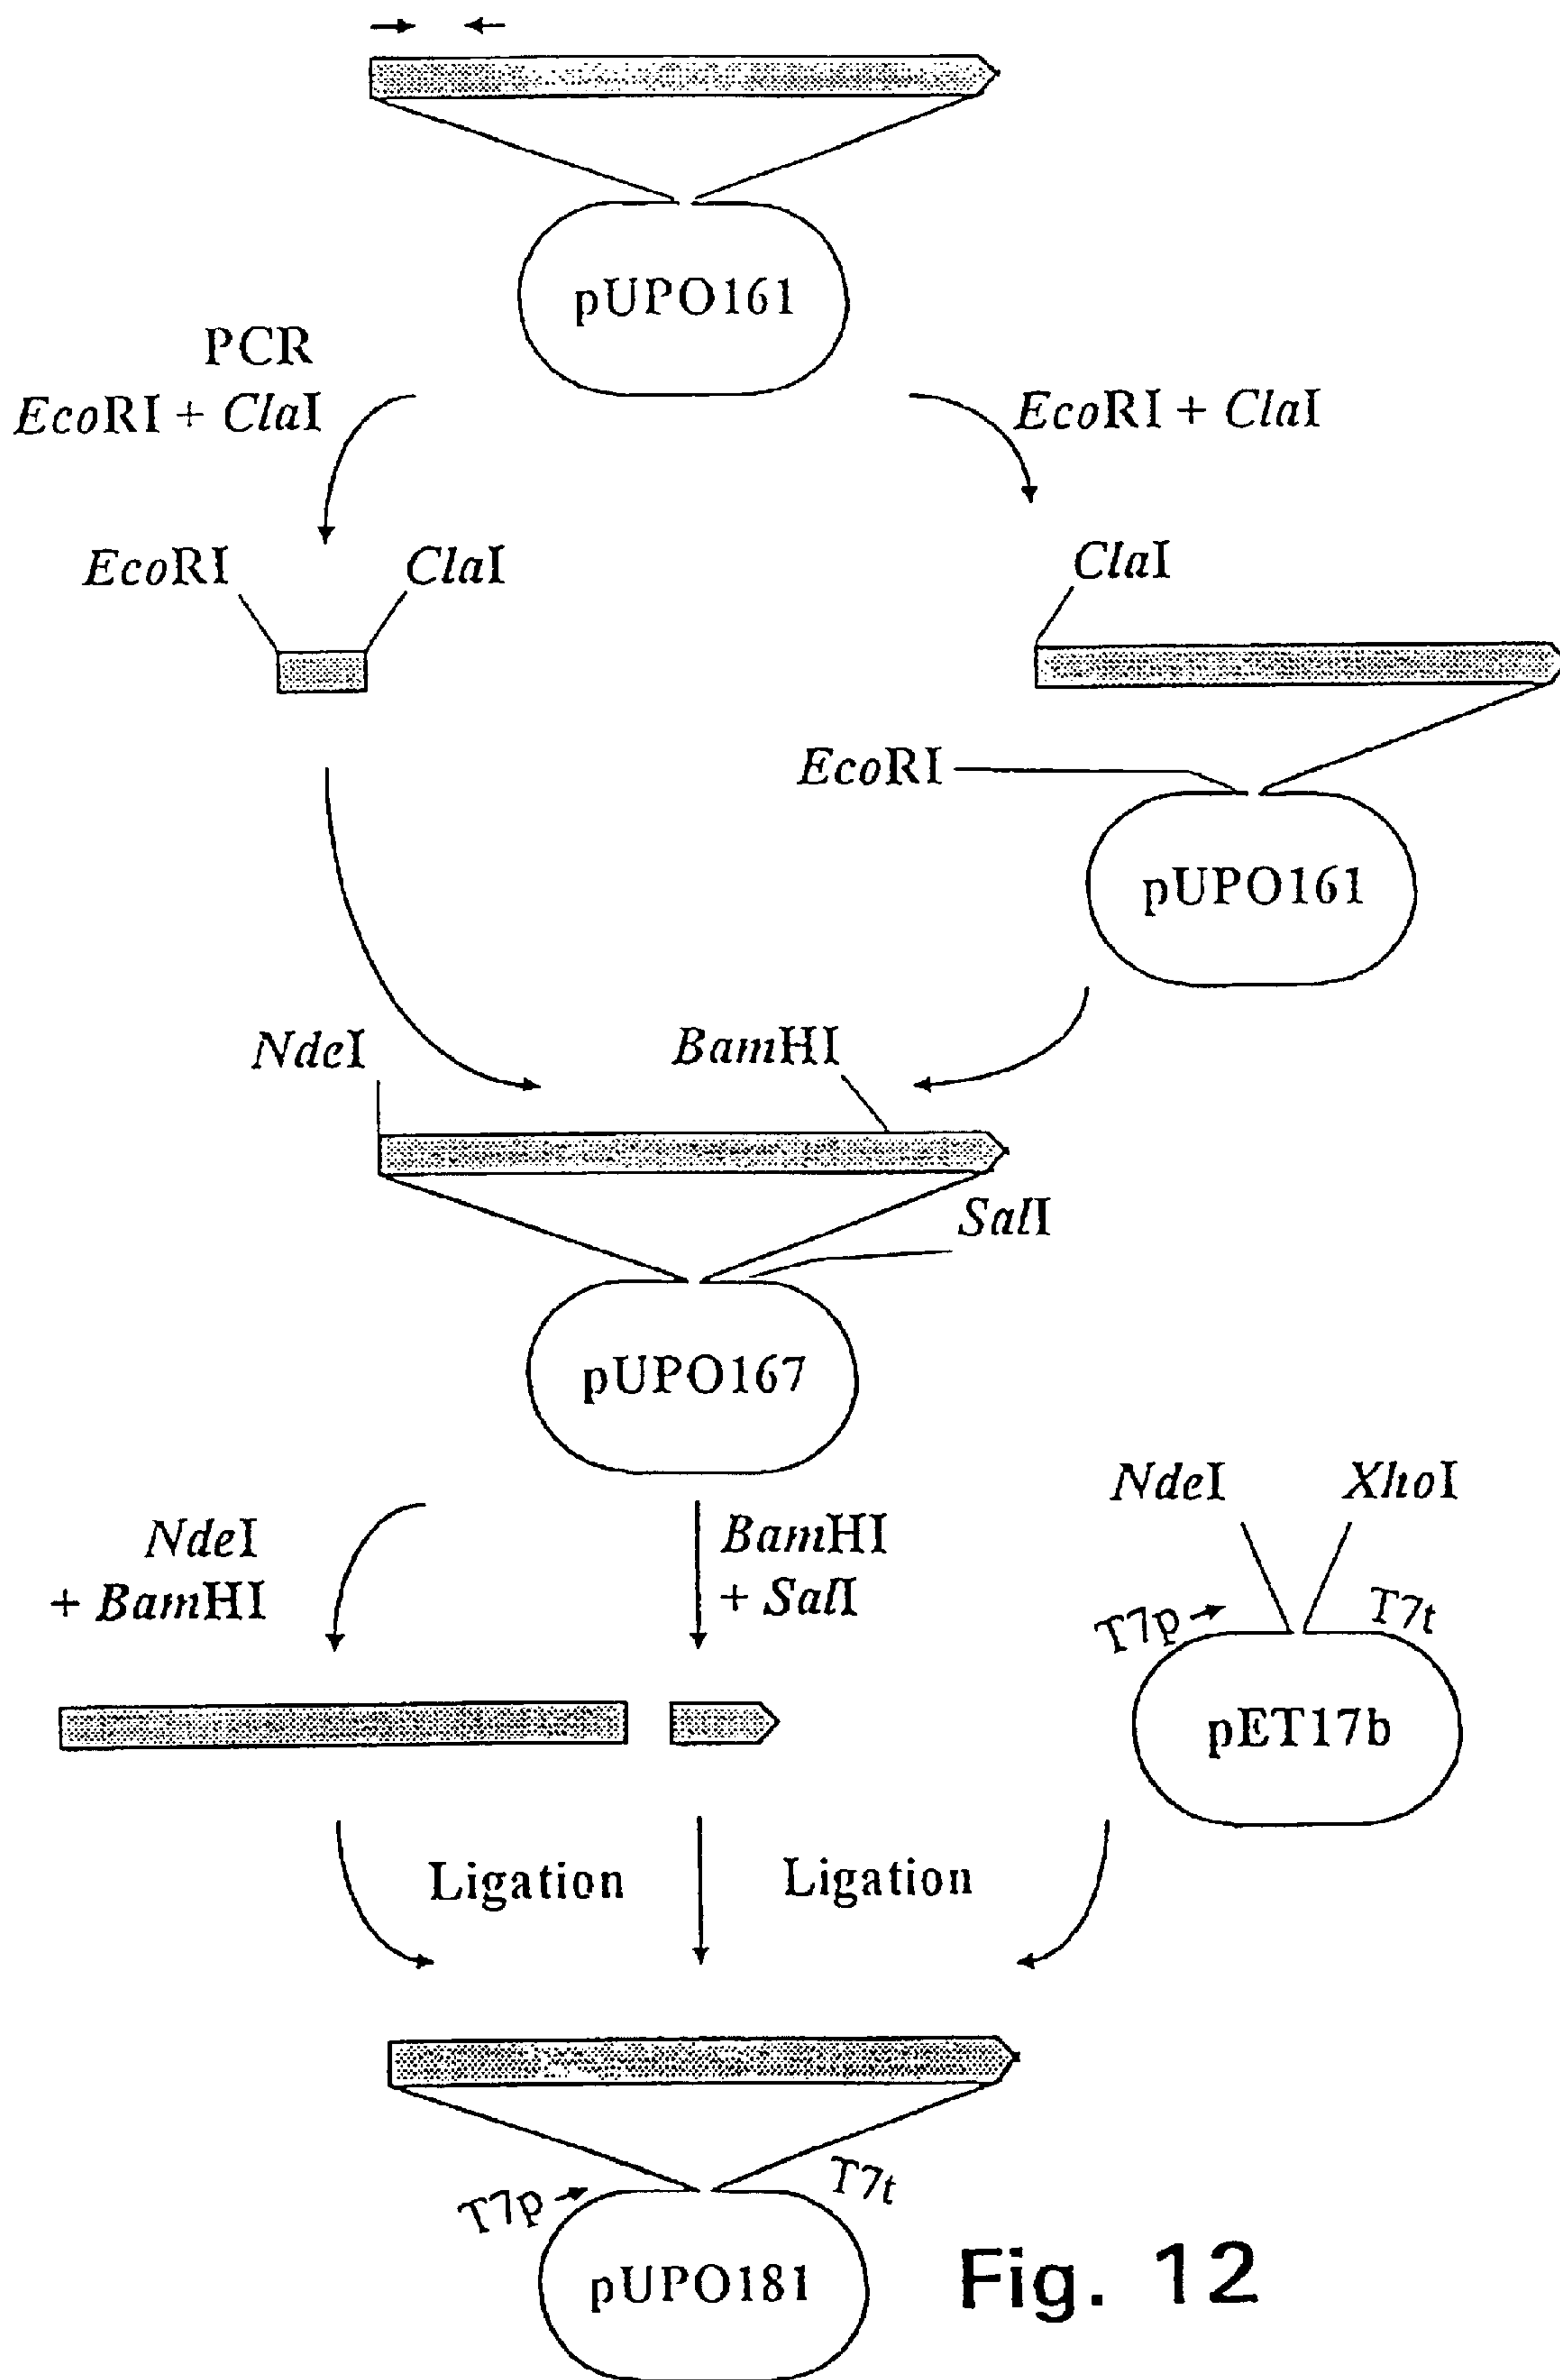 pUPO161
PCR
EcoRI + ClaI
EcoRI + ClaI
EcoRI
ClaI
ClaI
EcoRI
pUPO161
NdeI
BamHI
SalI
pUPO167
NdeI
+ BamHI
BamHI
+ SalI
NdeI
XhoI
T7p
T7t
pET17b
Ligation
Ligation
T7p
T7t
pUPO181
Fig. 12